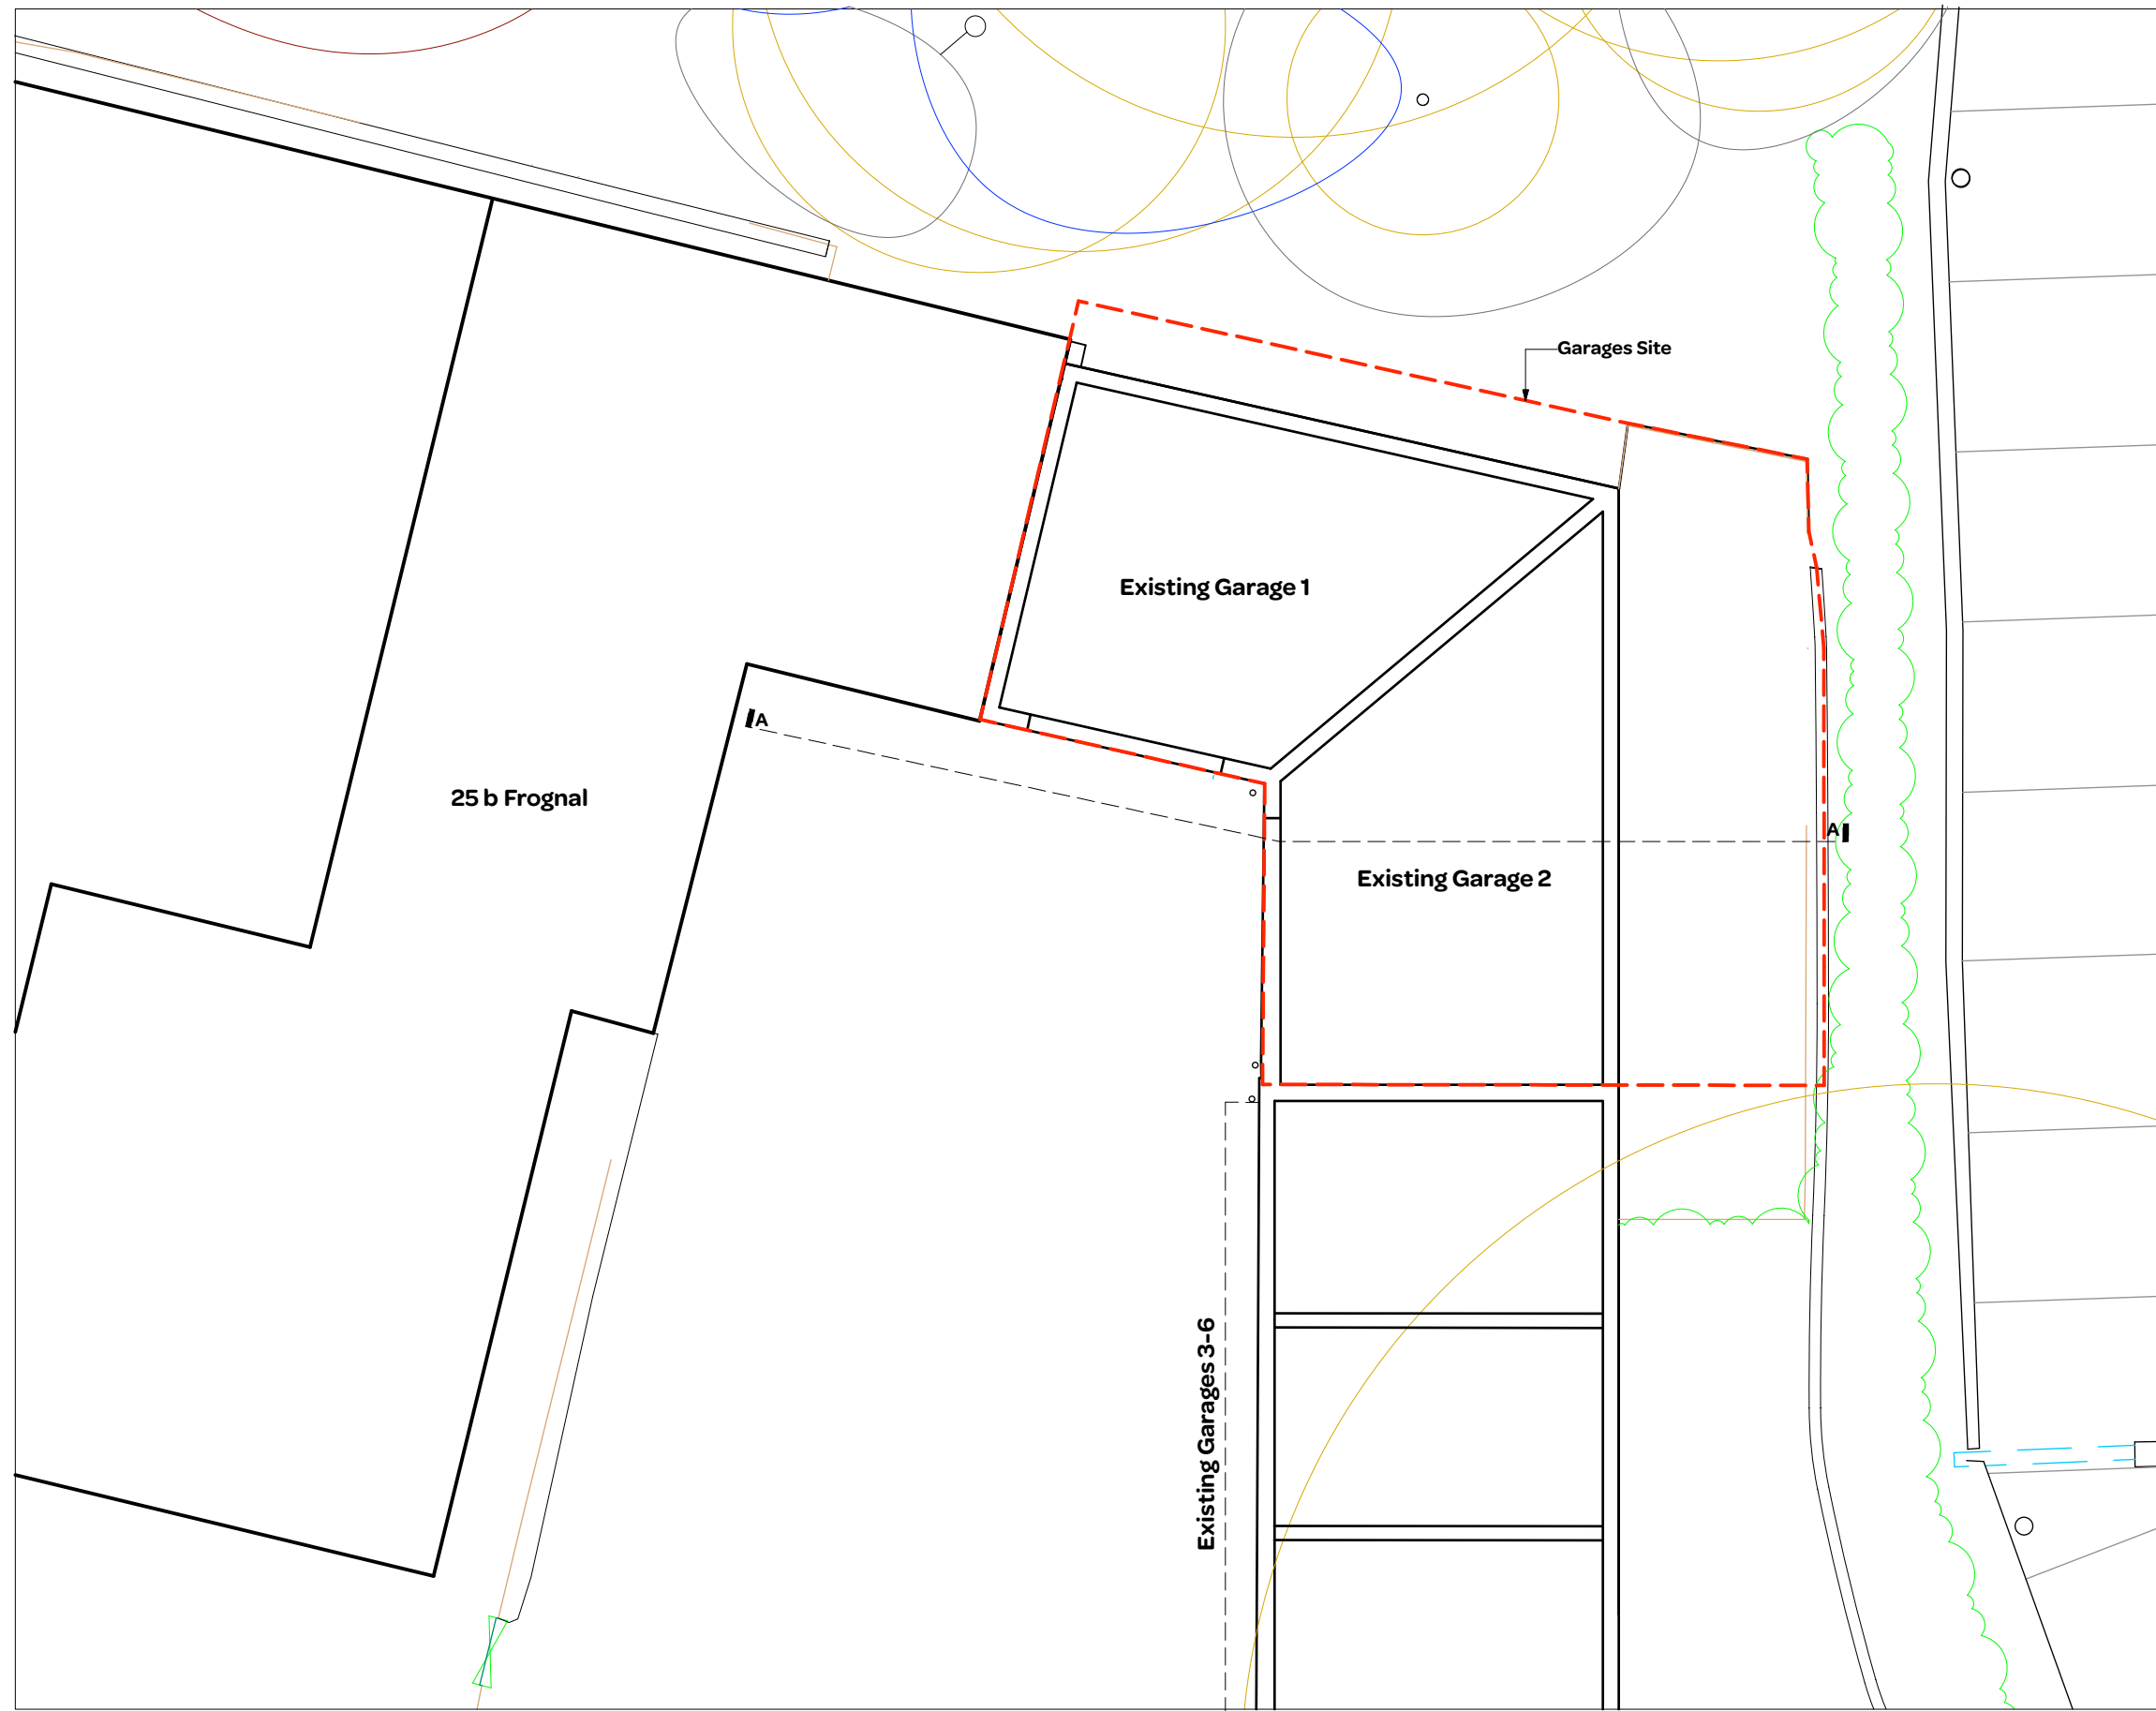 Garages Site
Existing Garage 1
A
25 b Frognal
A
Existing Garage 2
Existing Garages 3-6